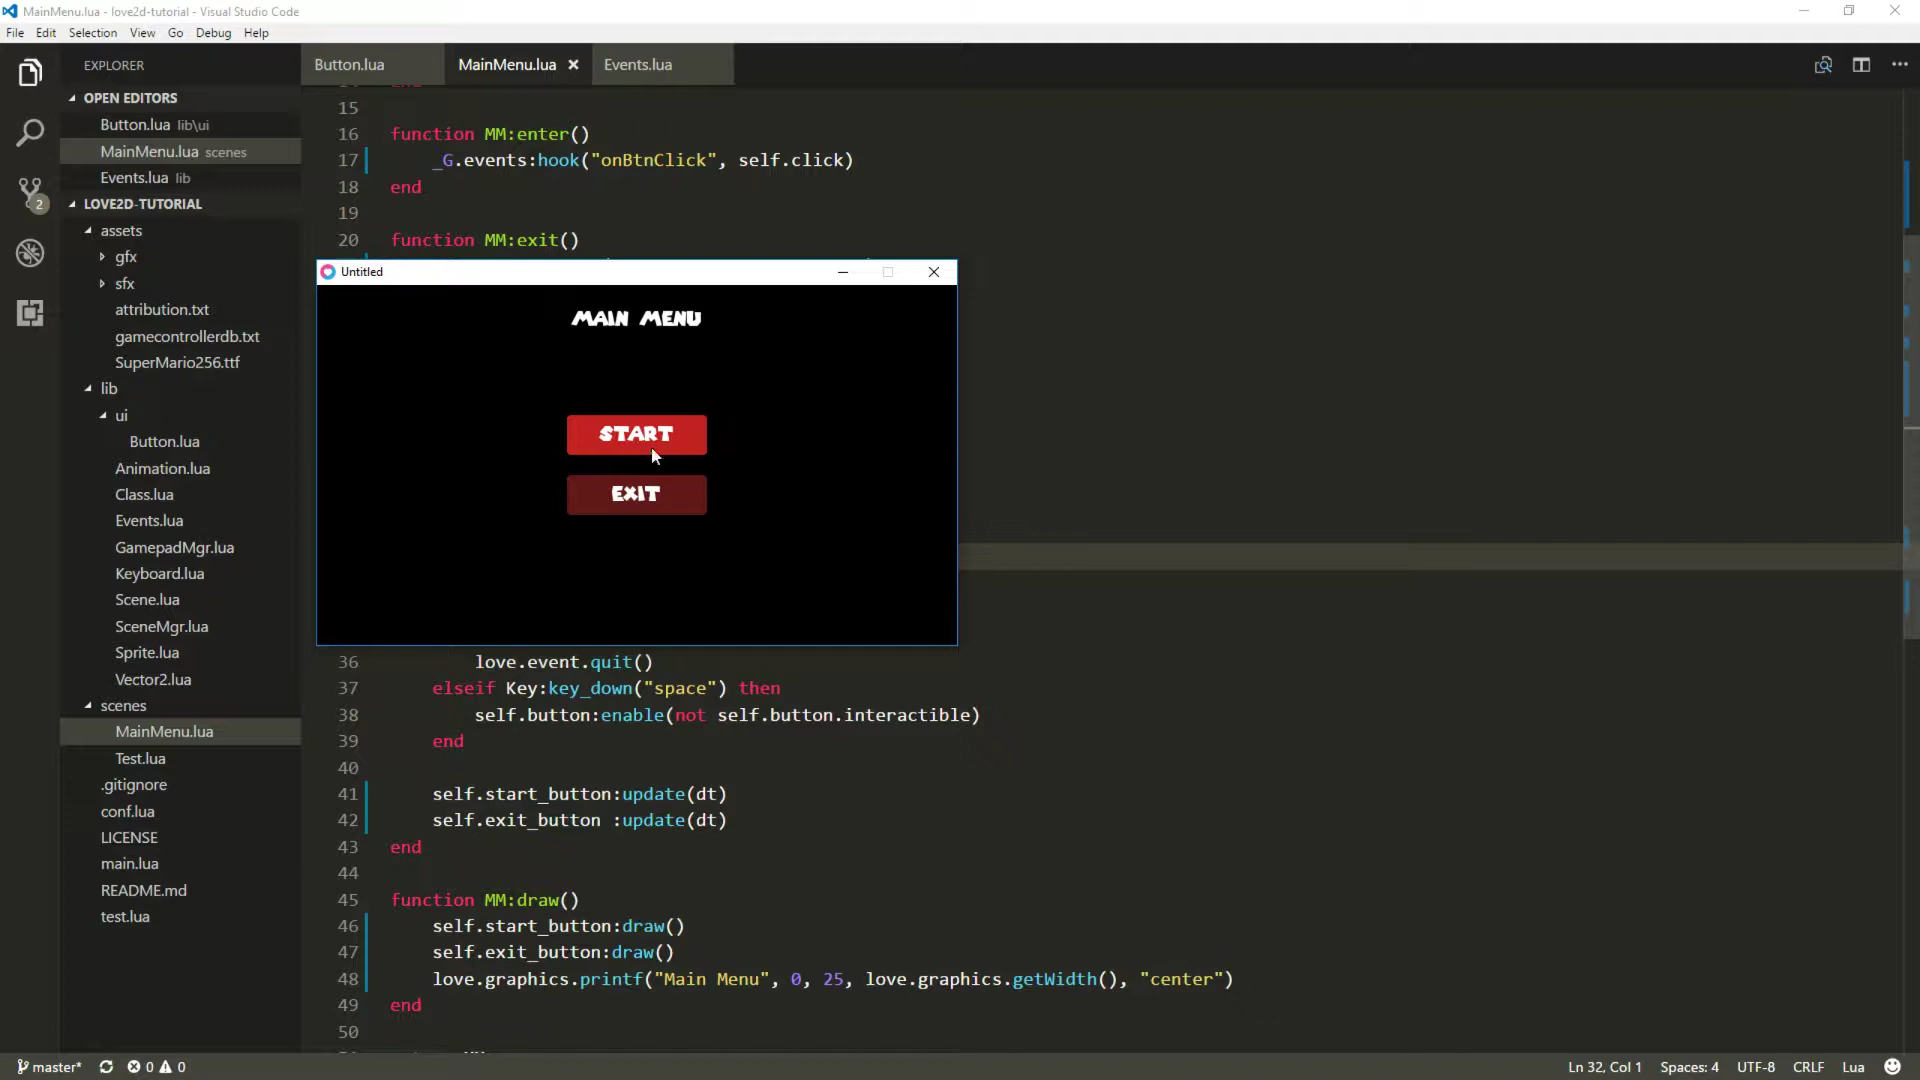 MainMenu.lua - love2d-tutorial - Visual Studio Code
File Edit Selection View Go Debug Help
EXPLORER
OPEN EDITORS
Button.lua lib\ui
MainMenu.lua scenes
Events.lua lib
LOVE2D-TUTORIAL
assets
gfx
sfx
attribution.txt
gamecontrollerdb.txt
SuperMario256.ttf
lib
ui
Button.lua
Animation.lua
Class.lua
Events.lua
GamepadMgr.lua
Keyboard.lua
Scene.lua
SceneMgr.lua
Sprite.lua
Vector2.lua
scenes
MainMenu.lua
Test.lua
.gitignore
conf.lua
LICENSE
main.lua
README.md
test.lua
2
Button.lua MainMenu.lua Events.lua
15
16 function MM:enter()
17 _G.events:hook("onBtnClick", self.click)
18 end
19
20 function MM:exit()
Untitled
MAIN MENU
START
EXIT
36 love.event.quit()
37 elseif Key:key_down("space") then
38 self.button:enable(not self.button.interactible)
39 end
40
41 self.start_button:update(dt)
42 self.exit_button :update(dt)
43 end
44
45 function MM:draw()
46 self.start_button:draw()
47 self.exit_button:draw()
48 love.graphics.printf("Main Menu", 0, 25, love.graphics.getWidth(), "center")
49 end
50
master* 0 0 Ln 32, Col 1 Spaces: 4 UTF-8 CRLF Lua